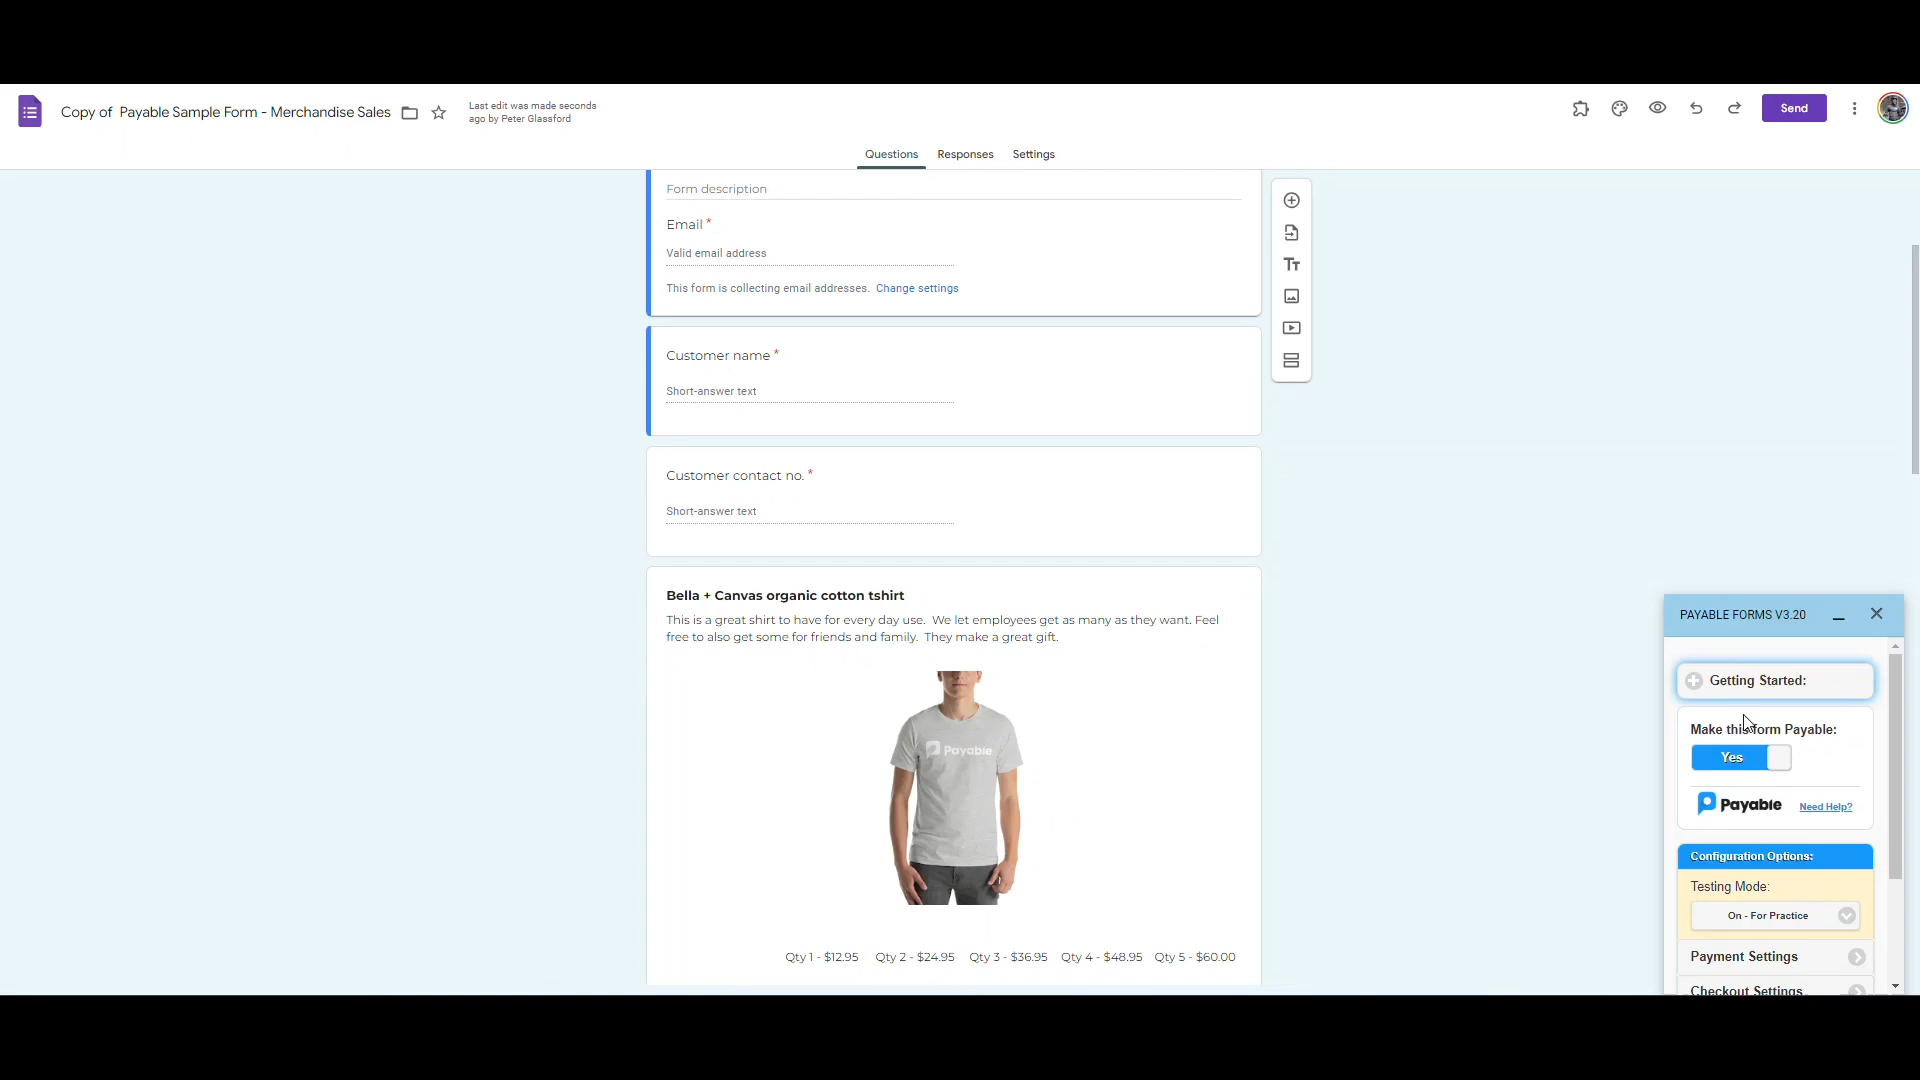 Copy of Payable Sample Form - Merchandise Sales
Last edit was made seconds
ago by Peter Glassford
Send
Questions Responses Settings
Form description
Email *
Valid email address
This form is collecting email addresses. Change settings
Customer name *
Short-answer text
Customer contact no. *
Short-answer text
Bella + Canvas organic cotton tshirt
This is a great shirt to have for every day use. We let employees get as many as they want. Feel
free to also get some for friends and family. They make a great gift.
Payable
Qty 1 - $12.95 Qty 2 - $24.95 Qty 3 - $36.95 Qty 4 - $48.95 Qty 5 - $60.00
PAYABLE FORMS V3.20
Getting Started:
Make this form Payable:
Yes
Payable Need Help?
Configuration Options:
Testing Mode:
On - For Practice
Payment Settings
Checkout Settings